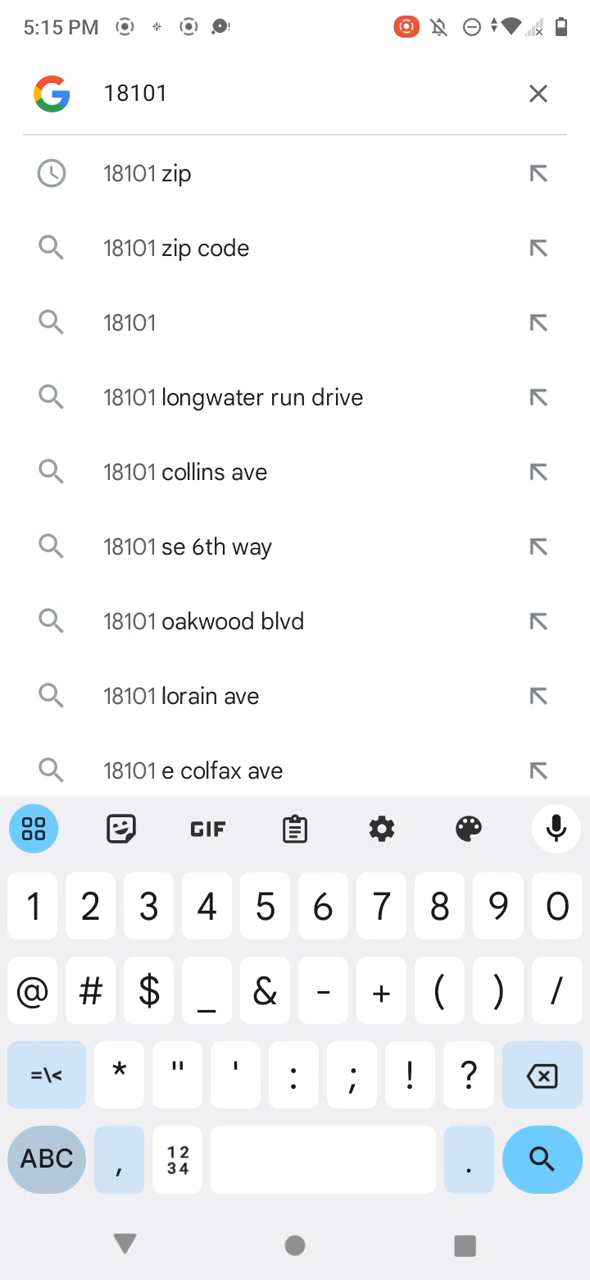 5:15 PM
18101
18101 zip
18101 zip code
18101
18101 longwater run drive
18101 collins ave
18101 se 6th way
18101 oakwood blvd
18101 lorain ave
18101 e colfax ave
GIF
1 2 3 4 5 6 7 8 9 0
@ # $ _ & - + ( ) /
=\< * " ' : ; ! ?
ABC , 12 34 .